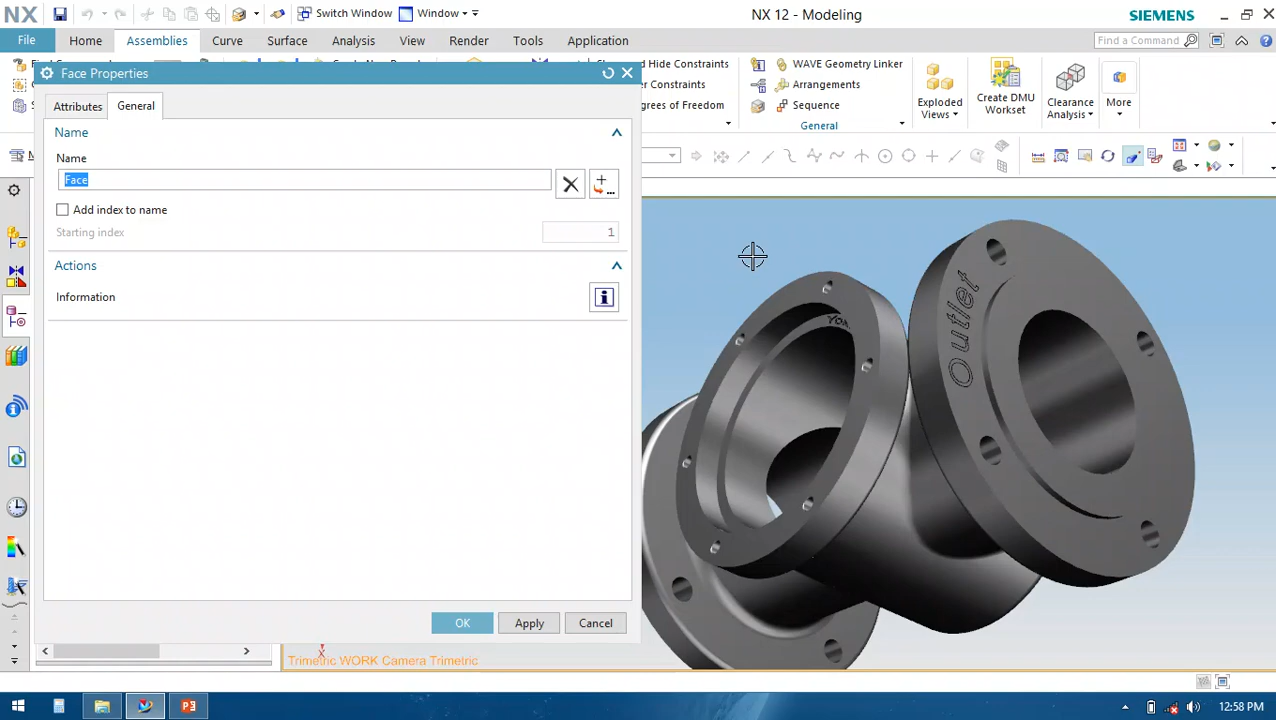 NX
Switch Window
Window
NX 12 - Modeling
SIEMENS
File
Home
Assemblies
Curve
Surface
Analysis
View
Render
Tools
Application
Find a Command
Hide Constraints
WAVE Geometry Linker
Constraints
Arrangements
Degrees of Freedom
Sequence
General
Exploded
Views
Create DMU
Workset
Clearance
Analysis
More
Face Properties
Attributes
General
Name
Name
Face
Add index to name
Starting index
1
Actions
Information
OK
Apply
Cancel
Outlet
Trimetric WORK Camera Trimetric
X
12:58 PM